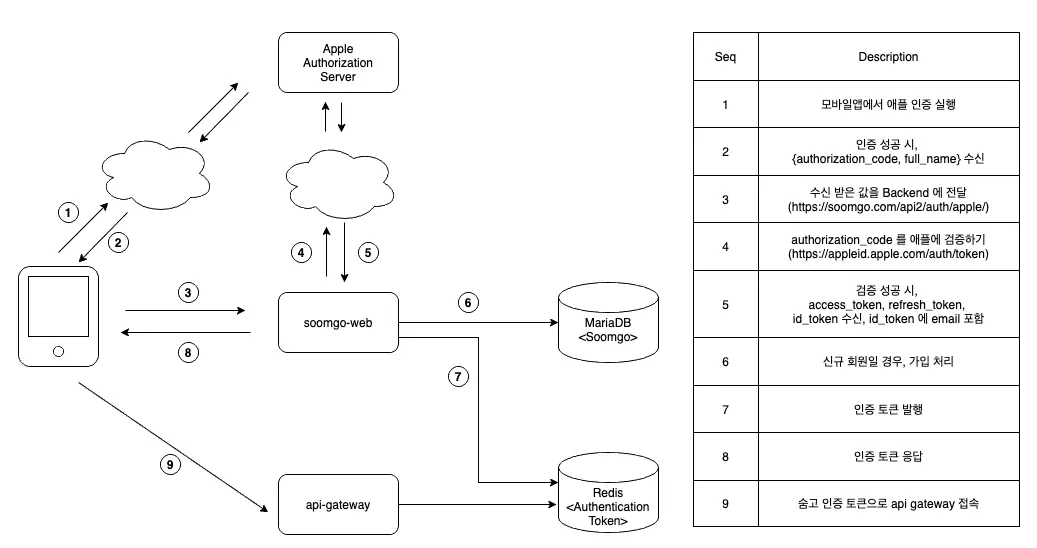 Apple
Authorization
Server
1
2
3
8
4
5
soomgo-web
6
MariaDB
<Soomgo>
7
9
api-gateway
Redis
<Authentication
Token>
Seq Description
1 모바일앱에서 애플 인증 실행
2 인증 성공 시,
{authorization_code, full_name} 수신
3 수신 받은 값을 Backend 에 전달
(https://soomgo.com/api2/auth/apple/)
4 authorization_code 를 애플에 검증하기
(https://appleid.apple.com/auth/token)
5 검증 성공 시,
access_token, refresh_token,
id_token 수신, id_token 에 email 포함
6 신규 회원일 경우, 가입 처리
7 인증 토큰 발행
8 인증 토큰 응답
9 숨고 인증 토큰으로 api gateway 접속